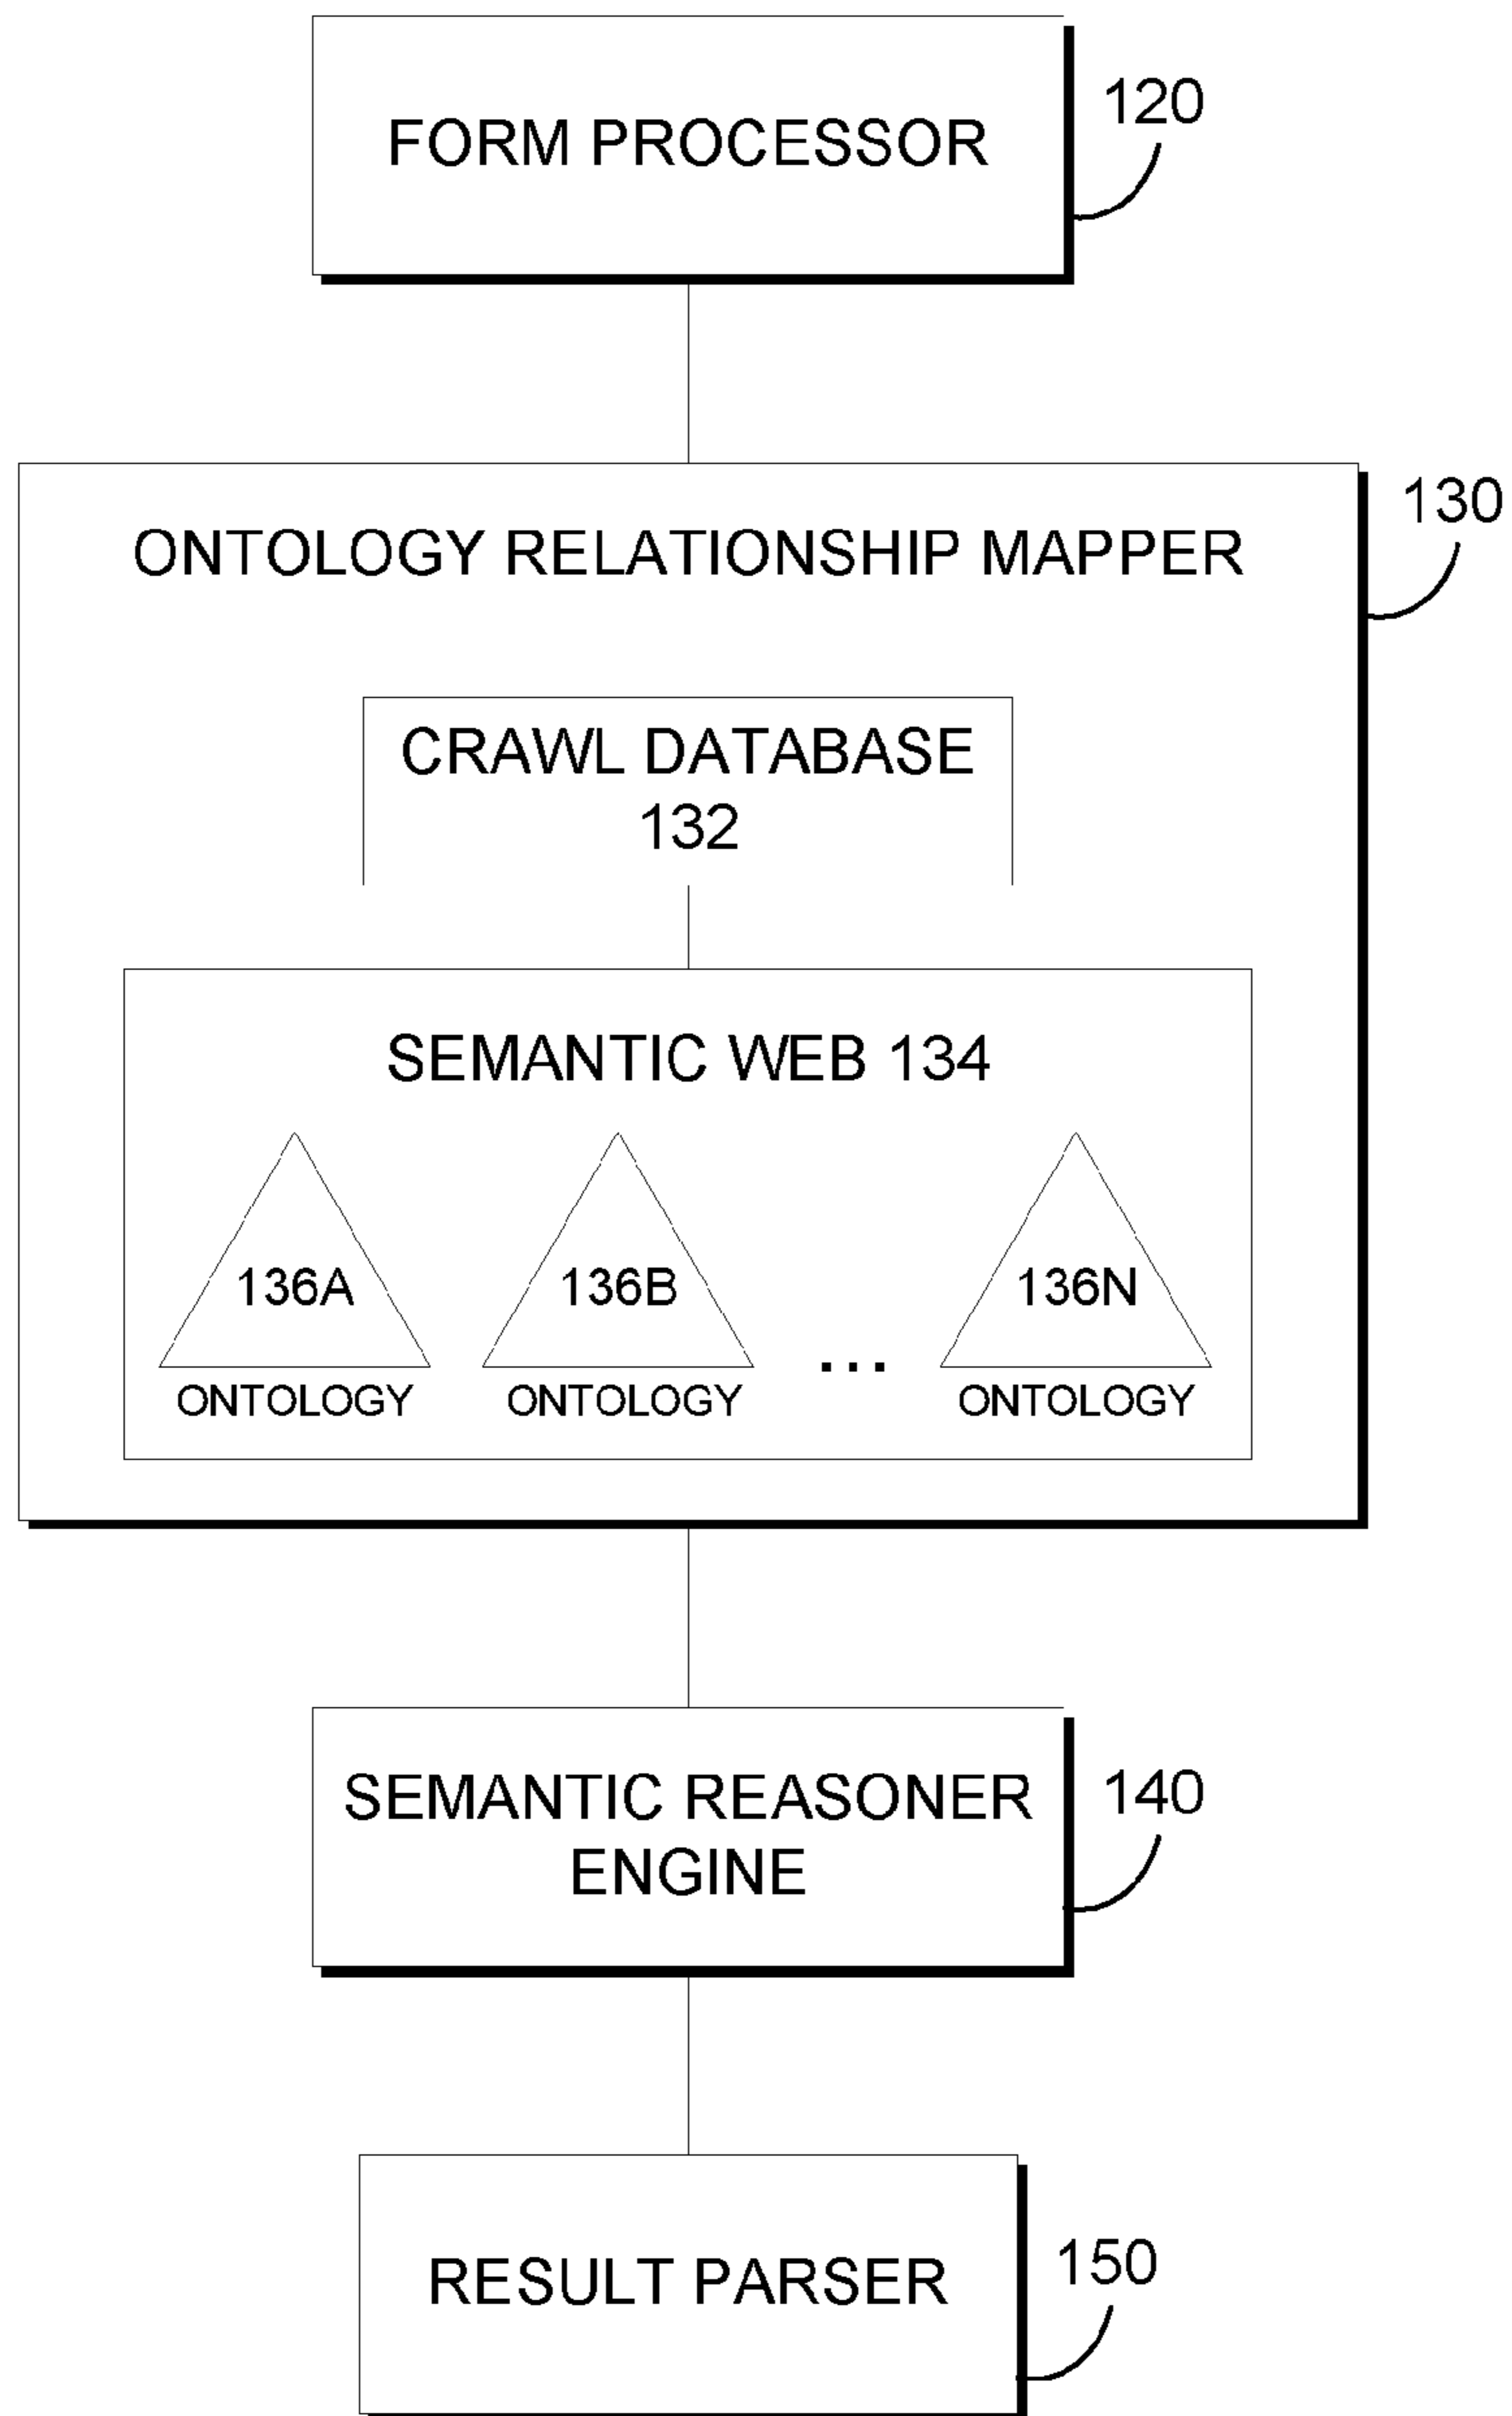 FORM PROCESSOR
120
ONTOLOGY RELATIONSHIP MAPPER
130
CRAWL DATABASE
132
SEMANTIC WEB 134
136A
136B
136N
...
ONTOLOGY
ONTOLOGY
ONTOLOGY
SEMANTIC REASONER
ENGINE
140
RESULT PARSER
150